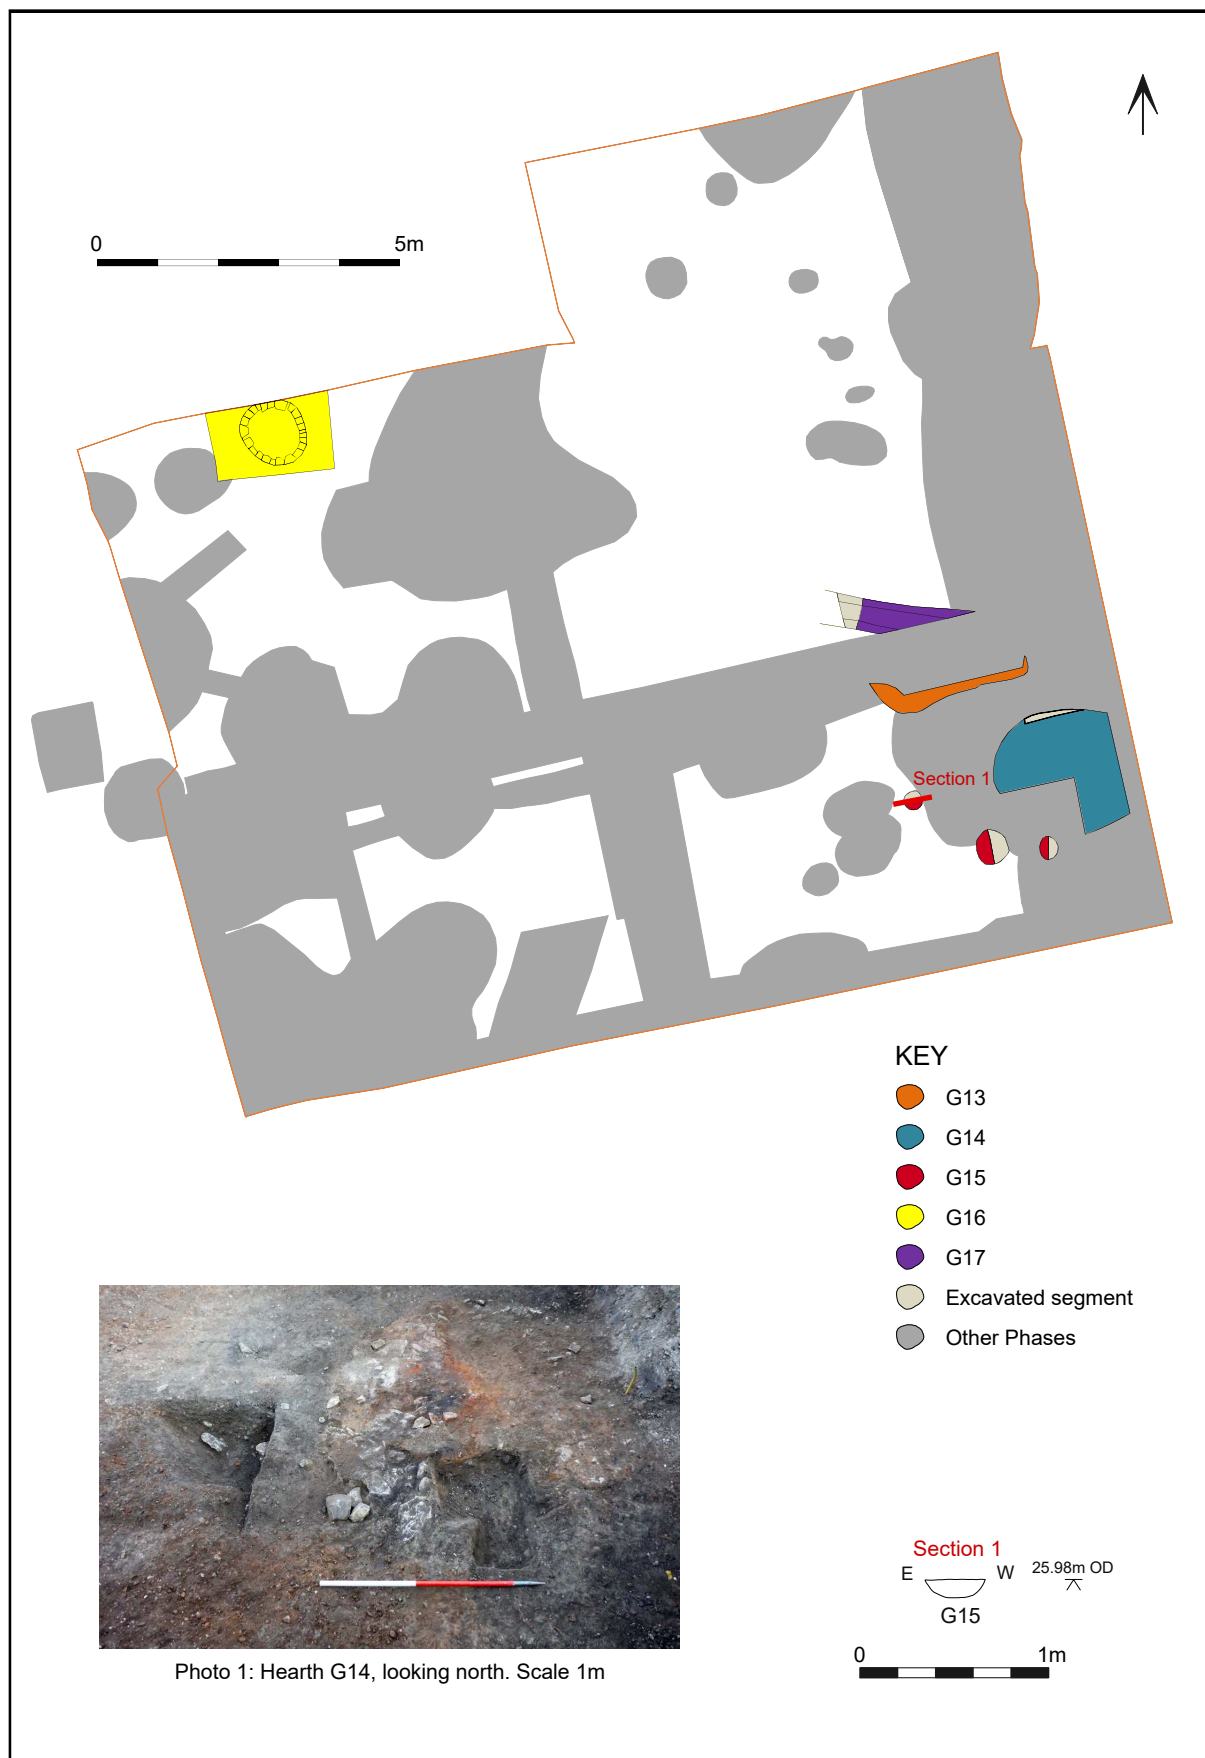 0 5m
Section 1
KEY
G13
G14
G15
G16
G17
Excavated segment
Other Phases
Photo 1: Hearth G14, looking north. Scale 1m
Section 1
E W 25.98m OD
G15
0 1m